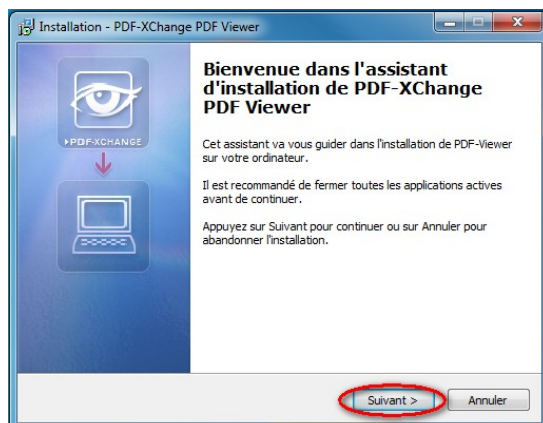 Installation - PDF-XChange PDF Viewer
Bienvenue dans l'assistant
d'installation de PDF-XChange
PDF Viewer
PDF-XCHANGE
Cet assistant va vous guider dans l'installation de PDF-Viewer
sur votre ordinateur.
Il est recommandé de fermer toutes les applications actives
avant de continuer.
Appuyez sur Suivant pour continuer ou sur Annuler pour
abandonner l'installation.
Suivant >
Annuler